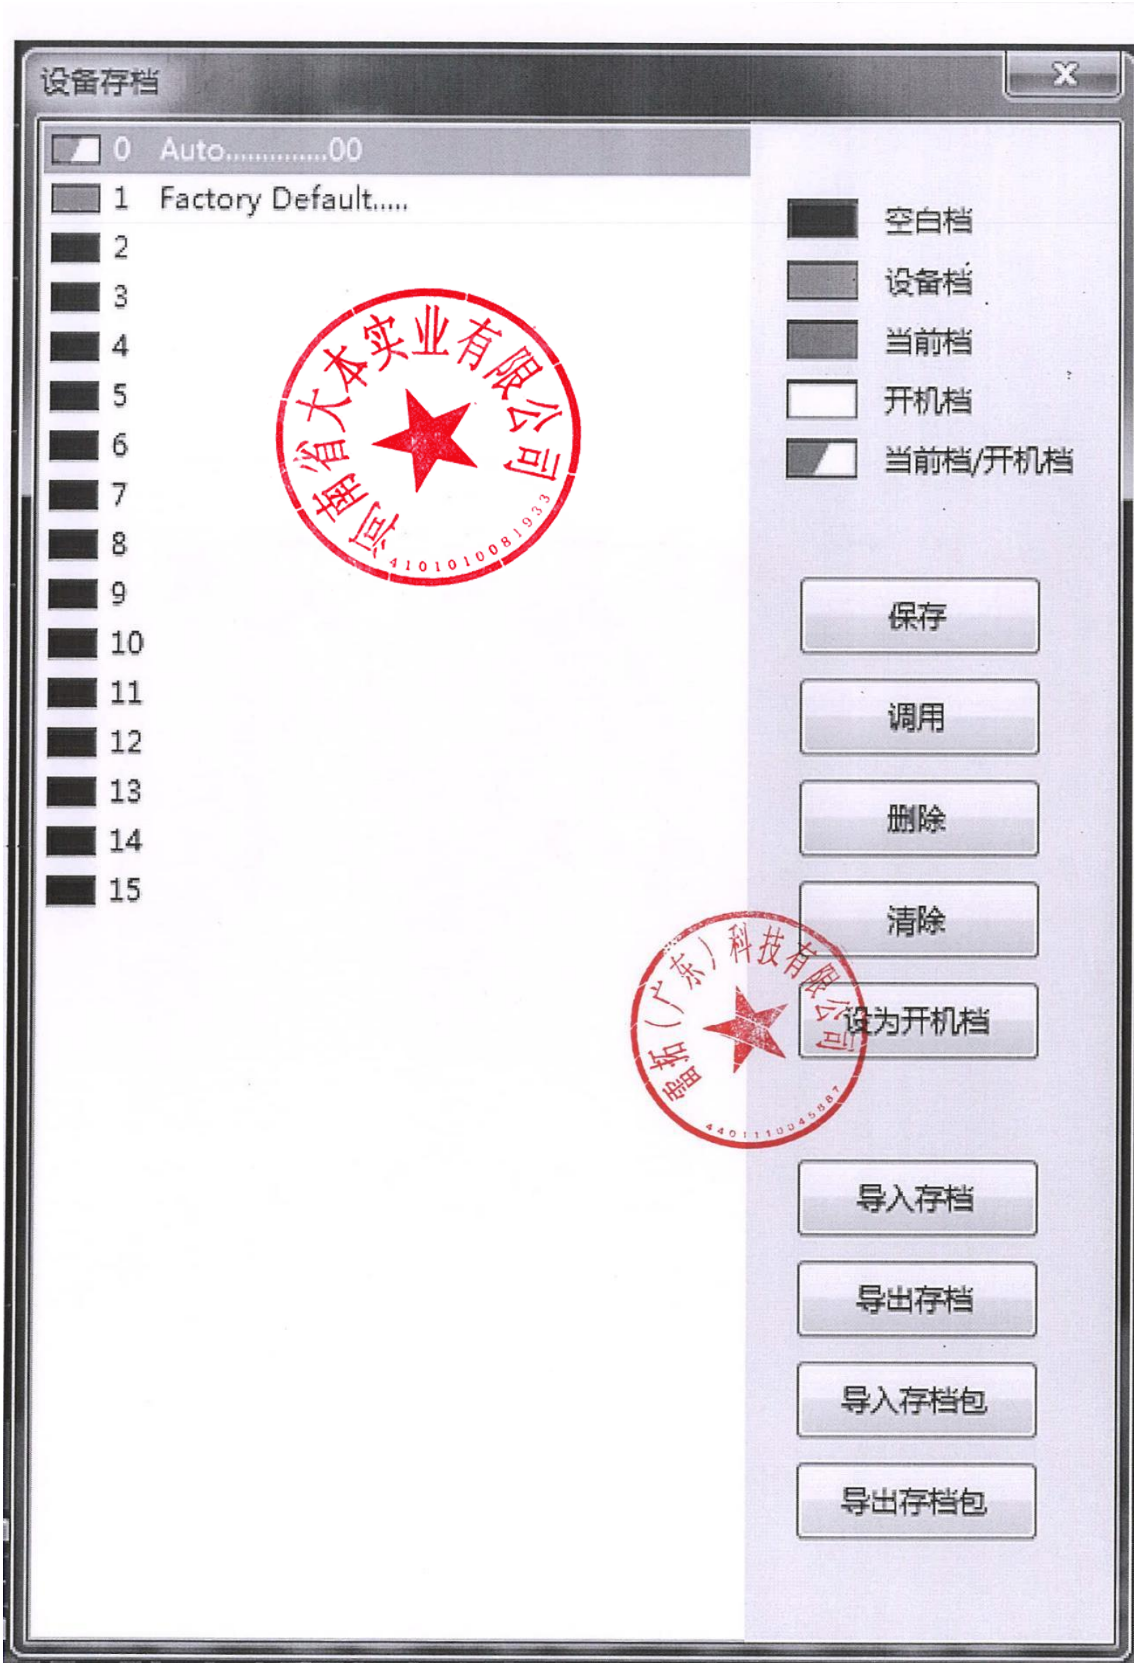 设备存档
0 Auto..............00
1 Factory Default.....
2
3
4
5
6
7
8
9
10
11
12
13
14
15
空白档
设备档
当前档
开机档
当前档/开机档
保存
调用
删除
清除
设为开机档
导入存档
导出存档
导入存档包
导出存档包
河南省大本实业有限公司
4101010081933
雷拓（广东）科技有限公司
4401110045887